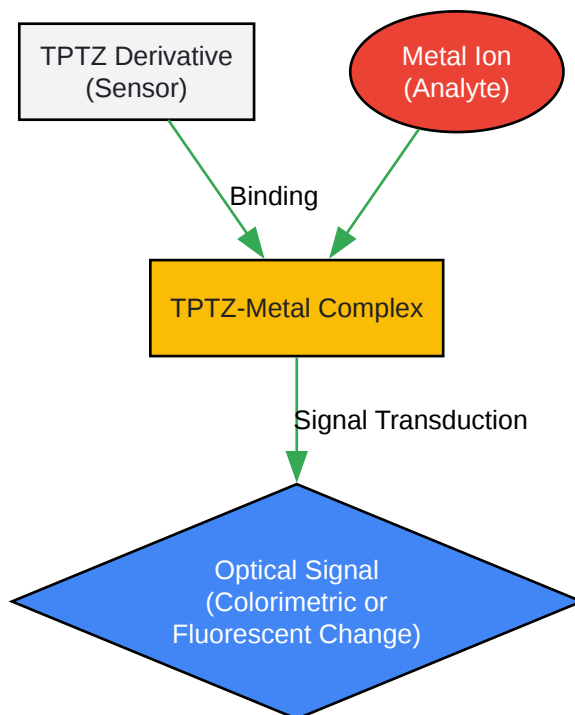 TPTZ Derivative
(Sensor)
Metal Ion
(Analyte)
Binding
TPTZ-Metal Complex
Signal Transduction
Optical Signal
(Colorimetric or
Fluorescent Change)